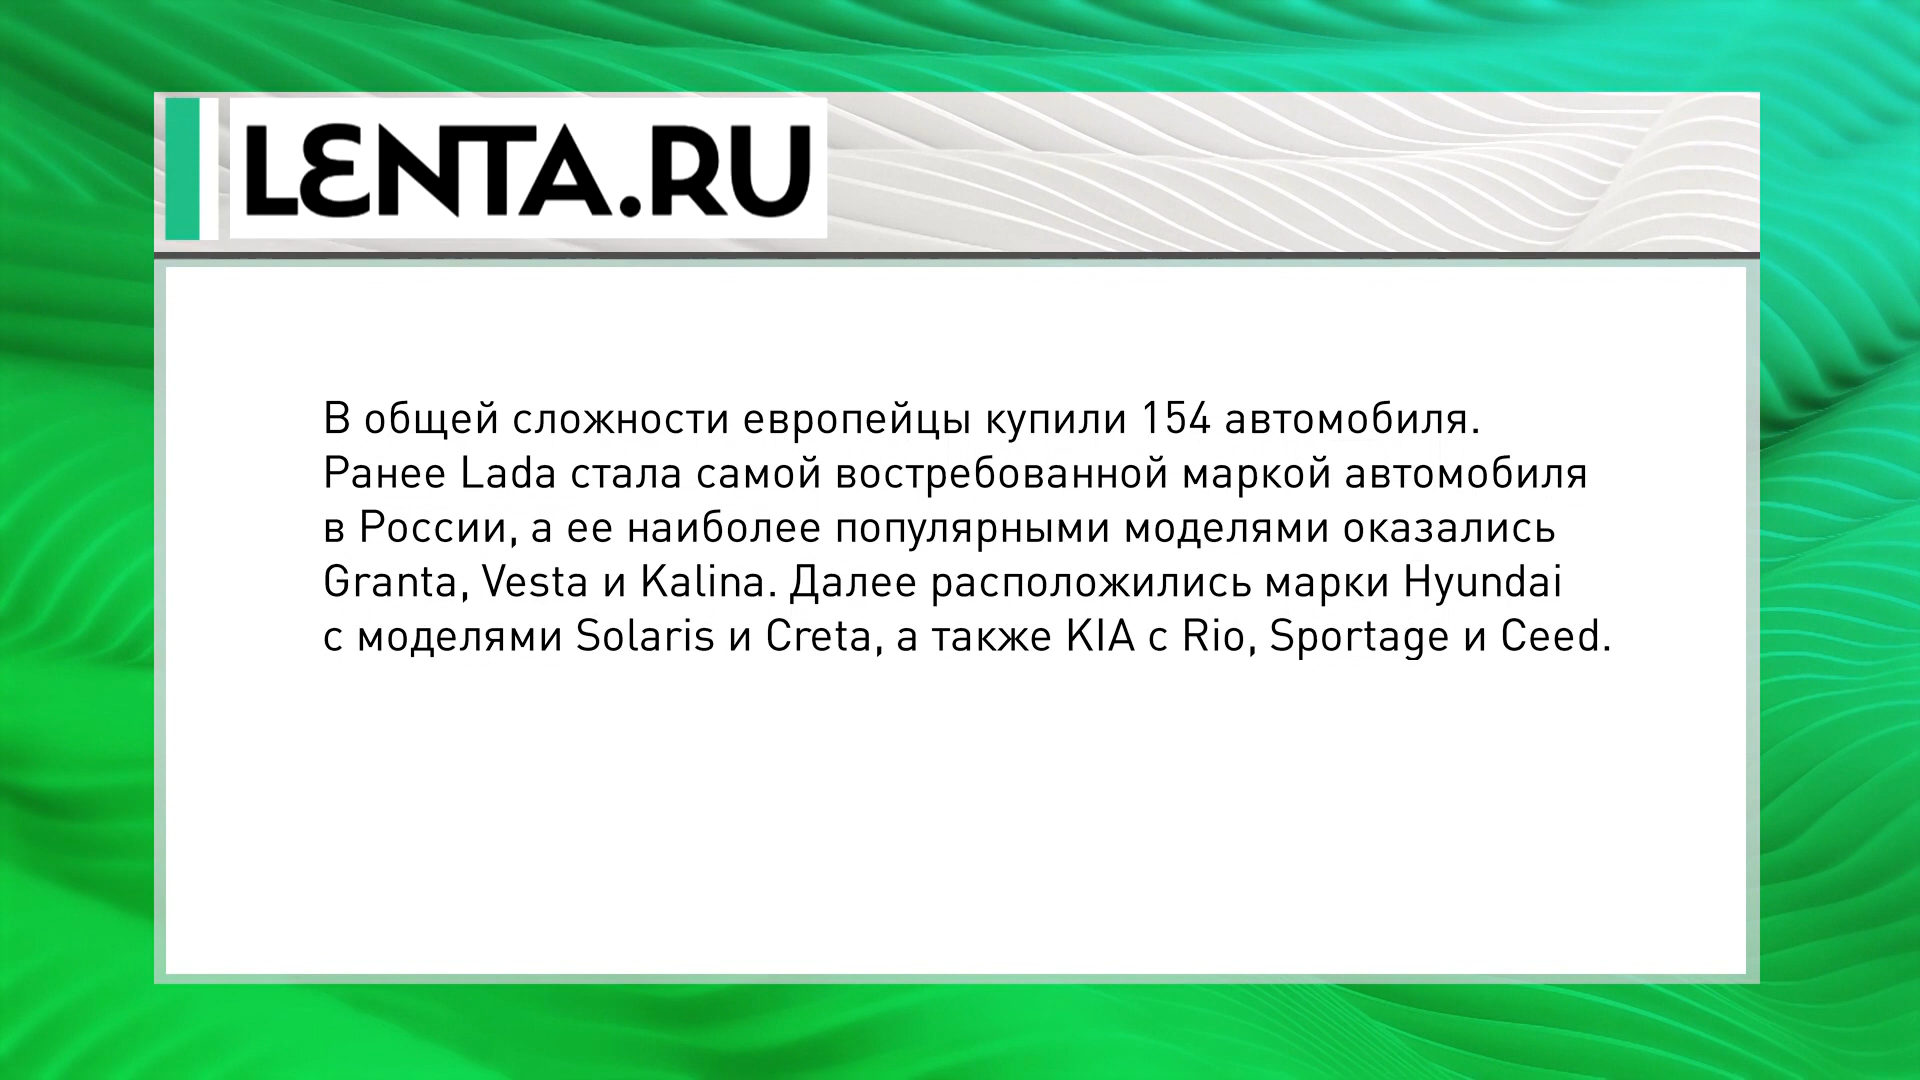 LENTA.RU
В общей сложности европейцы купили 154 автомобиля.
Ранее Lada стала самой востребованной маркой автомобиля
в России, а ее наиболее популярными моделями оказались
Granta, Vesta и Kalina. Далее расположились марки Hyundai
с моделями Solaris и Creta, а также KIA с Rio, Sportage и Ceed.